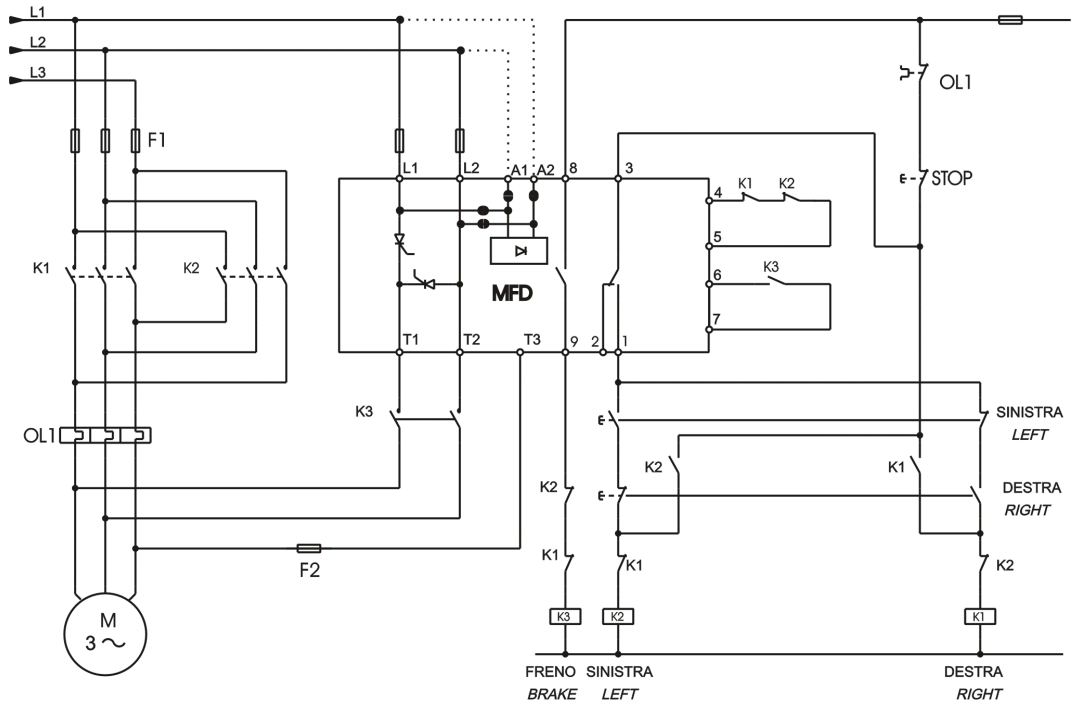 L1
L2
L3
F1
OL1
STOP
L1
L2
A1
A2
8
3
4
K1
K2
5
6
K3
7
K1
K2
MFD
T1
T2
T3
9
2
1
K3
OL1
SINISTRA
LEFT
K2
K1
K2
DESTRA
RIGHT
F2
K1
K1
K2
M
3
K3
K2
K1
FRENO
BRAKE
SINISTRA
LEFT
DESTRA
RIGHT